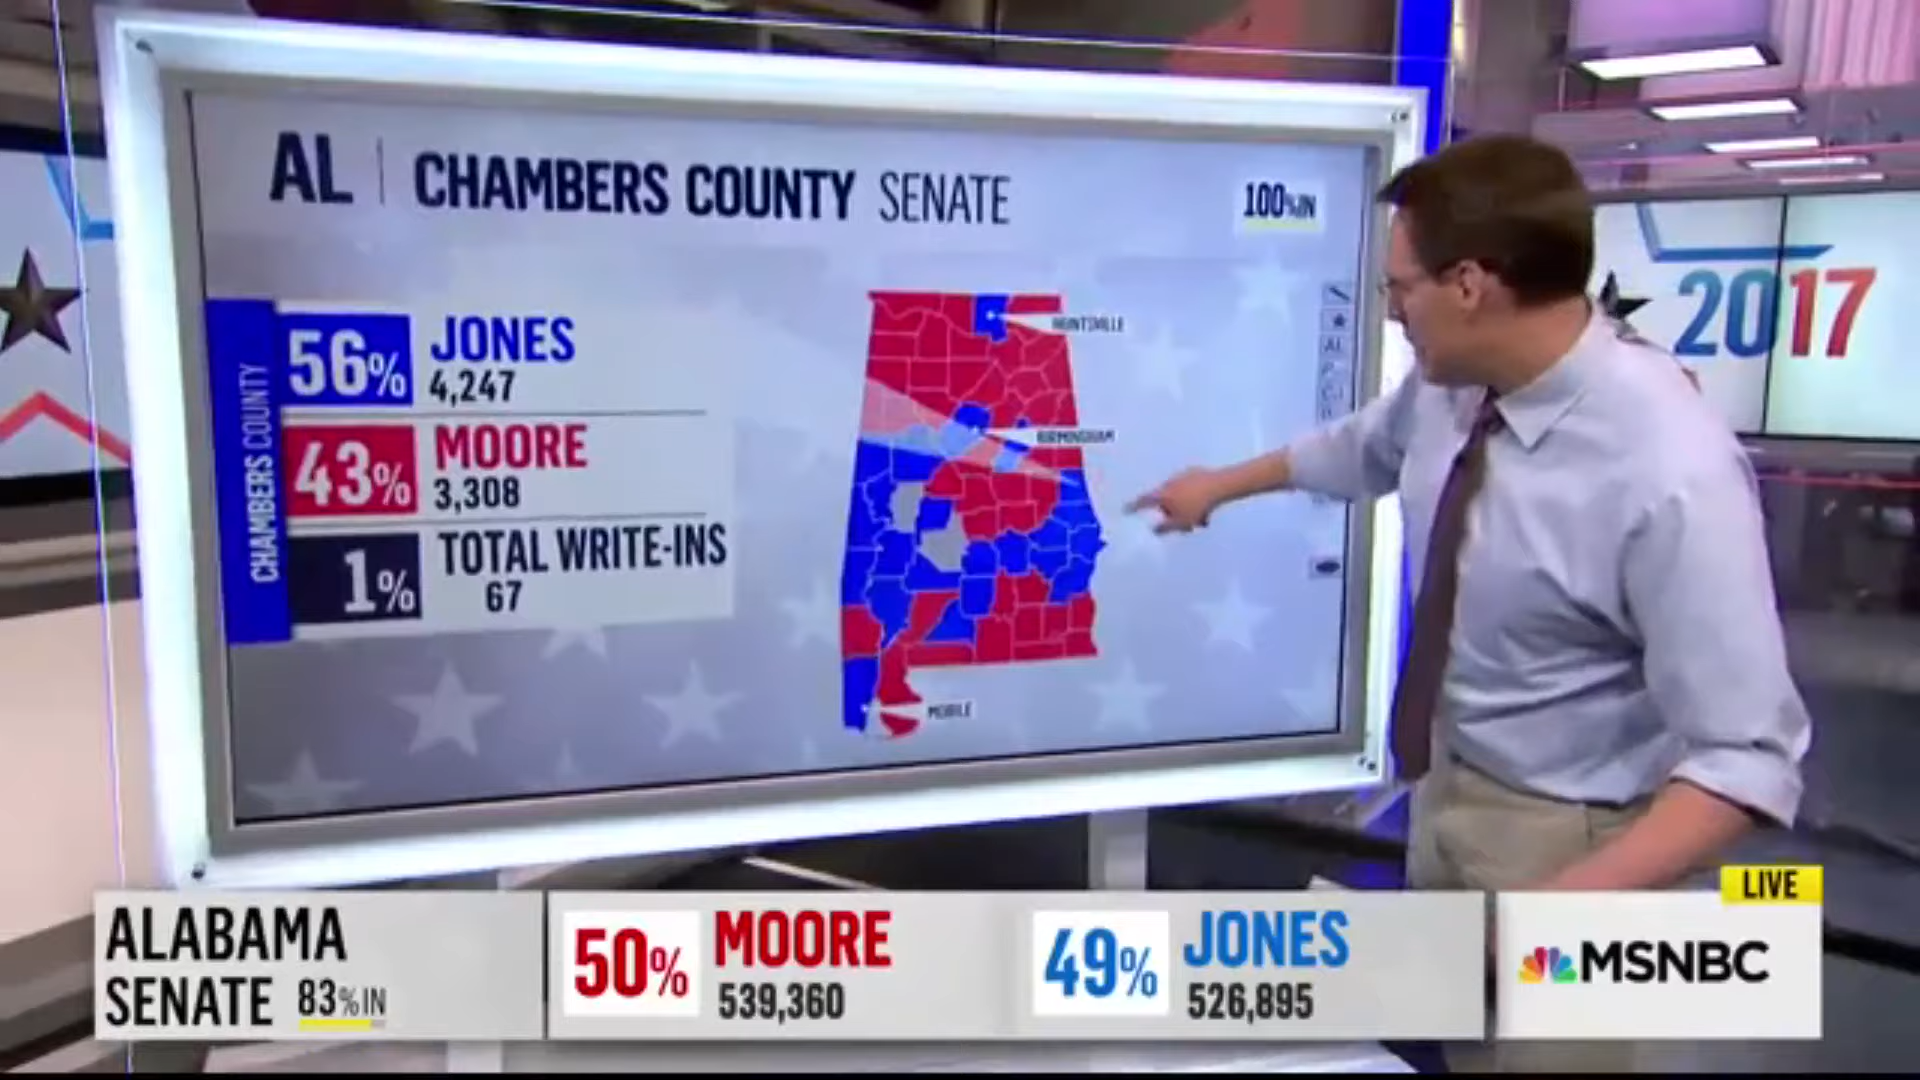 AL | CHAMBERS COUNTY SENATE
100%IN
CHAMBERS COUNTY
56% JONES
4,247
43% MOORE
3,308
1% TOTAL WRITE-INS
67
HUNTSVILLE
BIRMINGHAM
MOBILE
AL
2017
LIVE
ALABAMA
SENATE 83%IN
50% MOORE
539,360
49% JONES
526,895
MSNBC